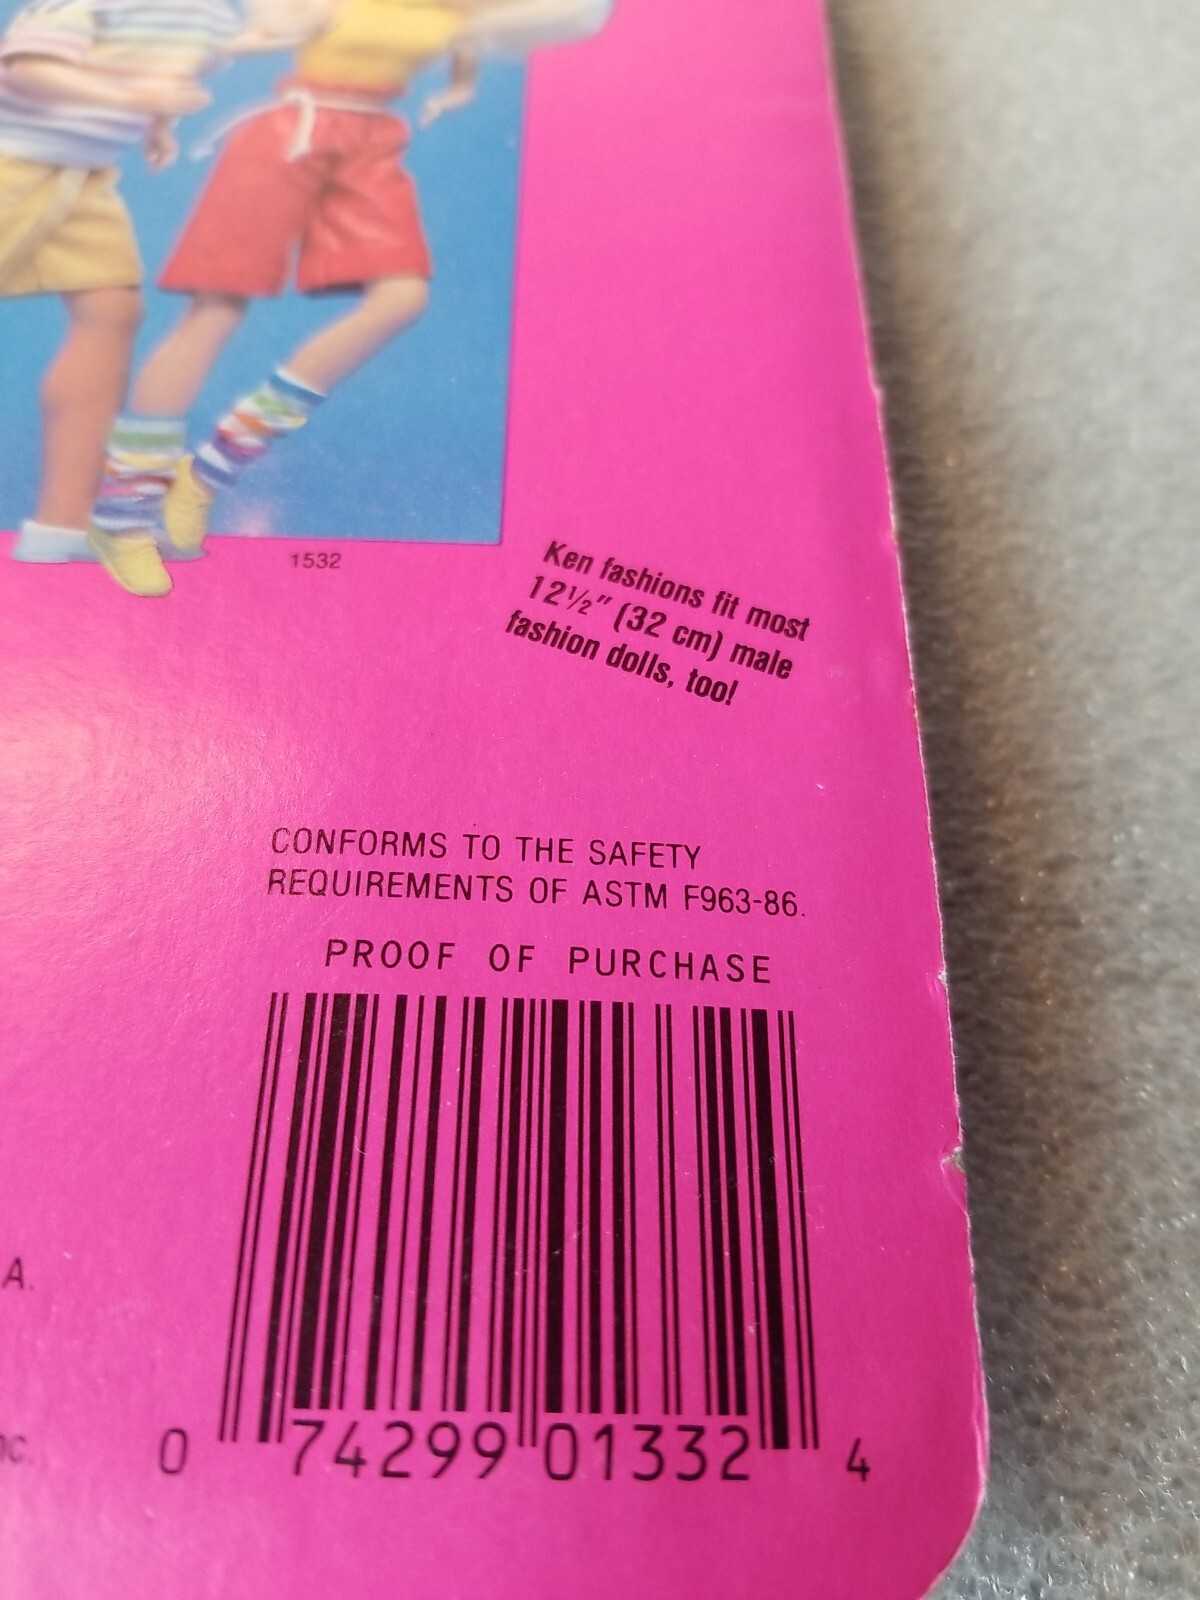 1532
Ken fashions fit most
12½" (32 cm) male
fashion dolls, too!
CONFORMS TO THE SAFETY
REQUIREMENTS OF ASTM F963-86.
PROOF OF PURCHASE
A.
0 74299 01332 4